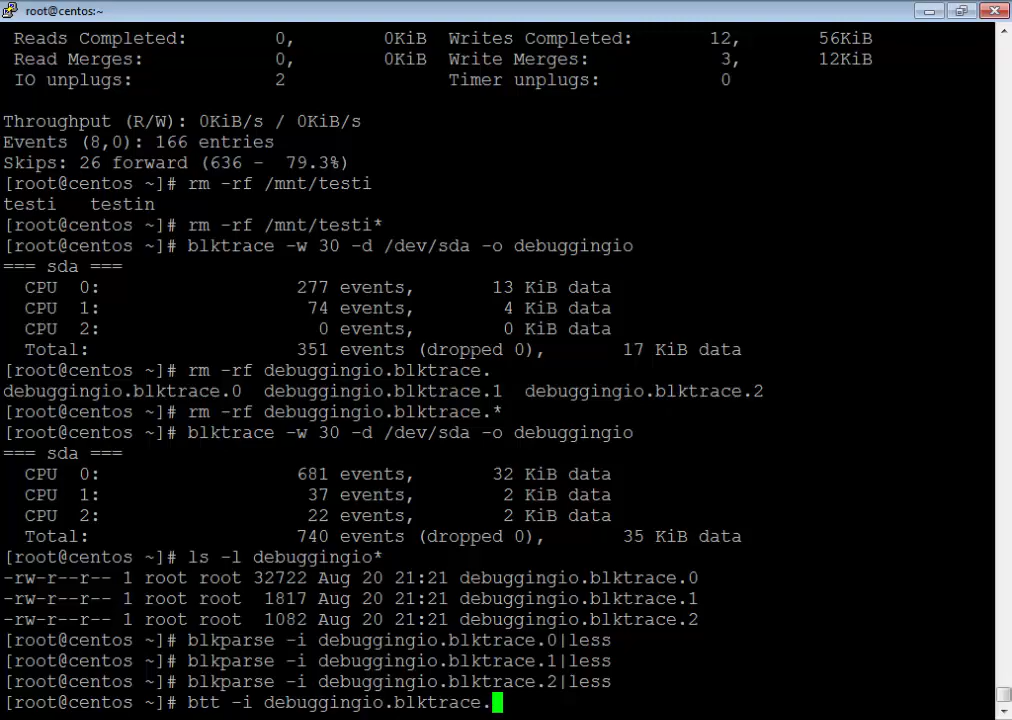 root@centos:~
Reads Completed: 0, 0KiB Writes Completed: 12, 56KiB
Read Merges: 0, 0KiB Write Merges: 3, 12KiB
IO unplugs: 2 Timer unplugs: 0
Throughput (R/W): 0KiB/s / 0KiB/s
Events (8,0): 166 entries
Skips: 26 forward (636 - 79.3%)
[root@centos ~]# rm -rf /mnt/testi
testi testin
[root@centos ~]# rm -rf /mnt/testi*
[root@centos ~]# blktrace -w 30 -d /dev/sda -o debuggingio
=== sda ===
CPU 0: 277 events, 13 KiB data
CPU 1: 74 events, 4 KiB data
CPU 2: 0 events, 0 KiB data
Total: 351 events (dropped 0), 17 KiB data
[root@centos ~]# rm -rf debuggingio.blktrace.
debuggingio.blktrace.0 debuggingio.blktrace.1 debuggingio.blktrace.2
[root@centos ~]# rm -rf debuggingio.blktrace.*
[root@centos ~]# blktrace -w 30 -d /dev/sda -o debuggingio
=== sda ===
CPU 0: 681 events, 32 KiB data
CPU 1: 37 events, 2 KiB data
CPU 2: 22 events, 2 KiB data
Total: 740 events (dropped 0), 35 KiB data
[root@centos ~]# ls -l debuggingio*
-rw-r--r-- 1 root root 32722 Aug 20 21:21 debuggingio.blktrace.0
-rw-r--r-- 1 root root 1817 Aug 20 21:21 debuggingio.blktrace.1
-rw-r--r-- 1 root root 1082 Aug 20 21:21 debuggingio.blktrace.2
[root@centos ~]# blkparse -i debuggingio.blktrace.0|less
[root@centos ~]# blkparse -i debuggingio.blktrace.1|less
[root@centos ~]# blkparse -i debuggingio.blktrace.2|less
[root@centos ~]# btt -i debuggingio.blktrace.